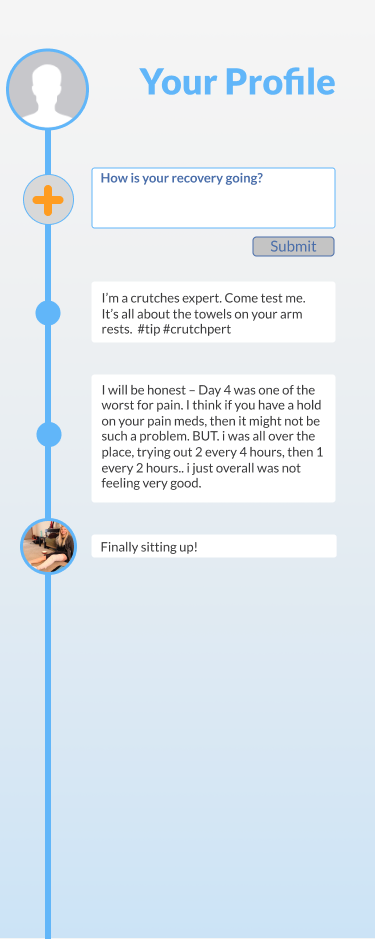 Your Profile
How is your recovery going?
Submit
I’m a crutches expert. Come test me.
It’s all about the towels on your arm
rests.  #tip #crutchpert
I will be honest – Day 4 was one of the
worst for pain. I think if you have a hold
on your pain meds, then it might not be
such a problem. BUT. i was all over the
place, trying out 2 every 4 hours, then 1
every 2 hours.. i just overall was not
feeling very good.
Finally sitting up!